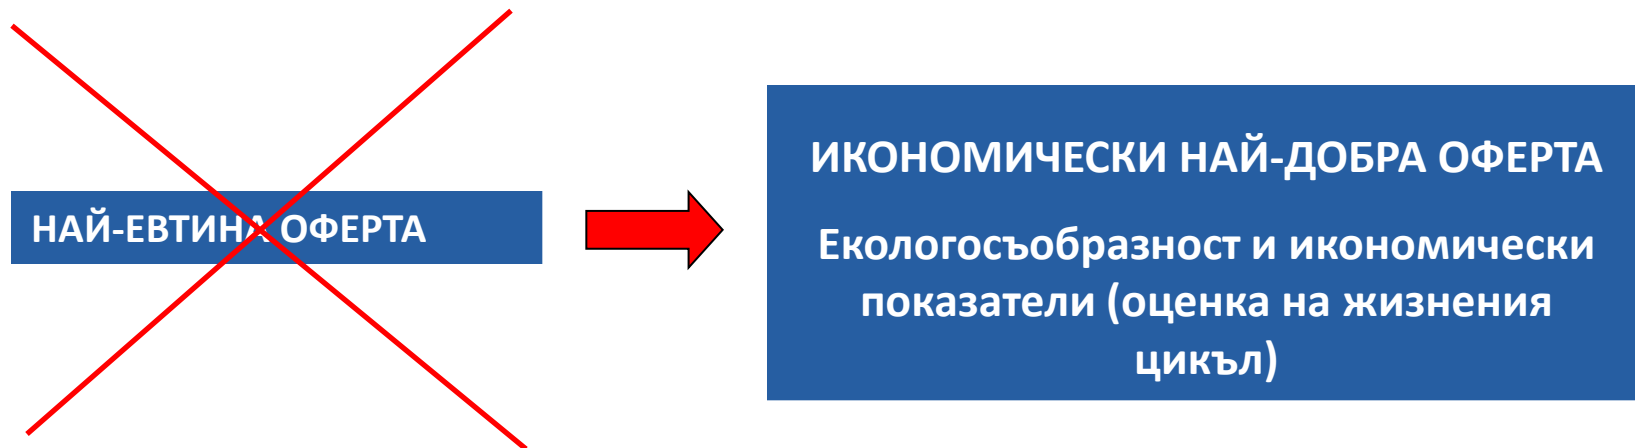 НАЙ-ЕВТИНА ОФЕРТА
ИКОНОМИЧЕСКИ НАЙ-ДОБРА ОФЕРТА
Екологосъобразност и икономически
показатели (оценка на жизнения
цикъл)